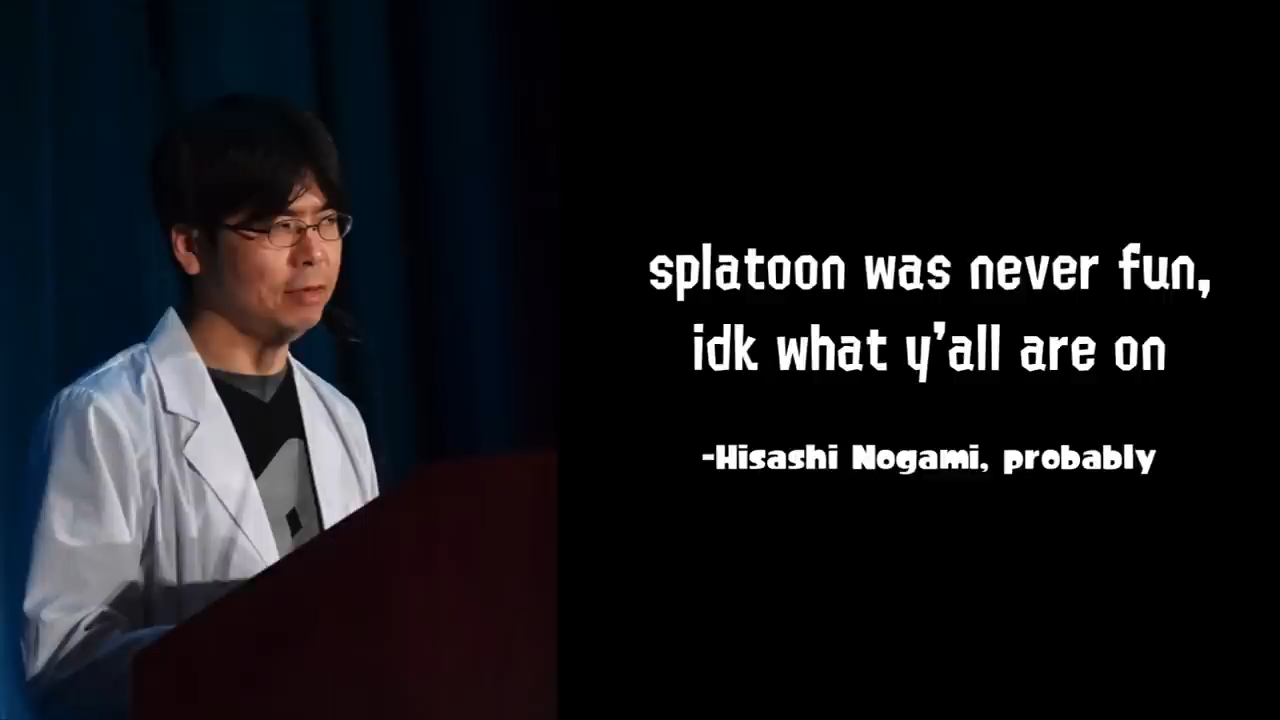 splatoon was never fun,
idk what y'all are on
-Hisashi Nogami, probably